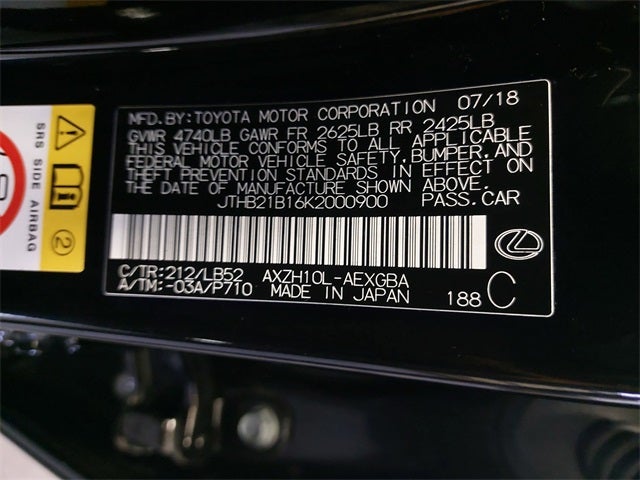 MFD. BY: TOYOTA MOTOR CORPORATION 07/18
GVWR 4740LB GAWR FR 2625LB RR 2425LB
THIS VEHICLE CONFORMS TO ALL APPLICABLE
FEDERAL MOTOR VEHICLE SAFETY, BUMPER, AND
THEFT PREVENTION STANDARDS IN EFFECT ON
THE DATE OF MANUFACTURE SHOWN ABOVE.
JTHB21B16K2000900 PASS. CAR
C/TR: 212/LB52 AXZH10L-AEXGBA
A/TM: -03A/P710 MADE IN JAPAN 188 C
SRS SIDE AIRBAG
2